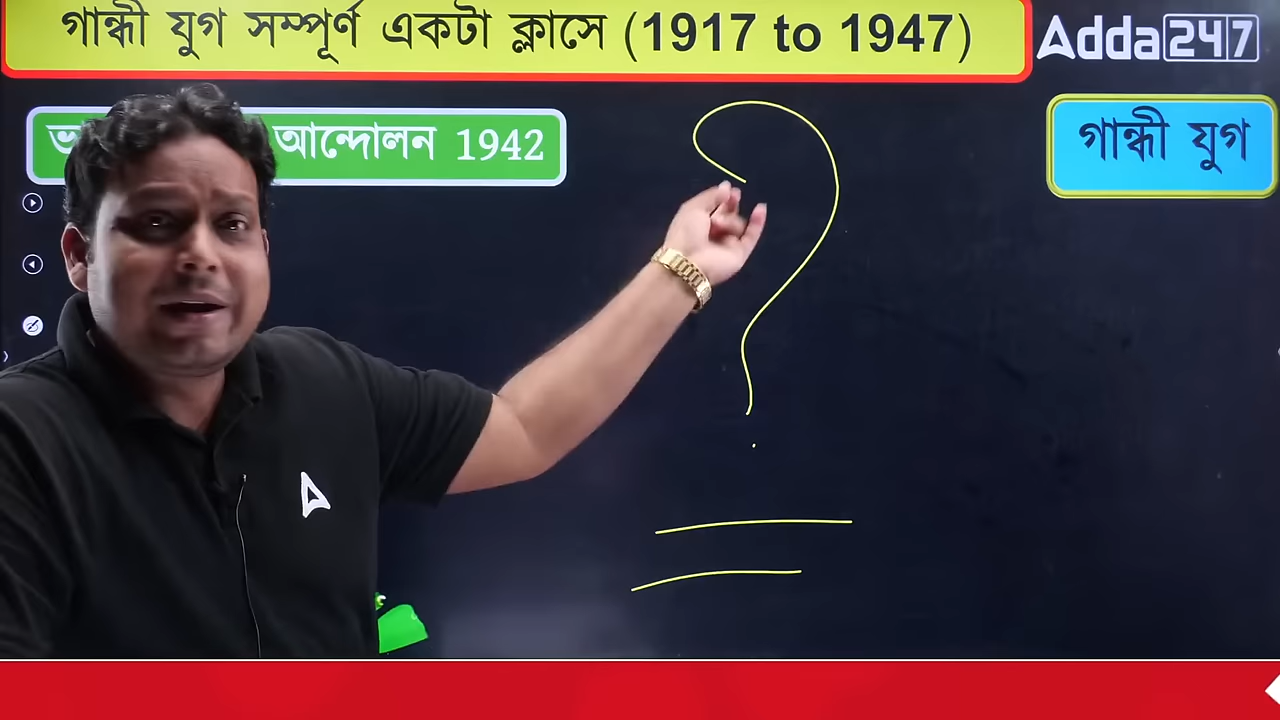 গান্ধী যুগ সম্পূর্ণ একটা ক্লাসে (1917 to 1947)
Adda247
আন্দোলন 1942
গান্ধী যুগ
?